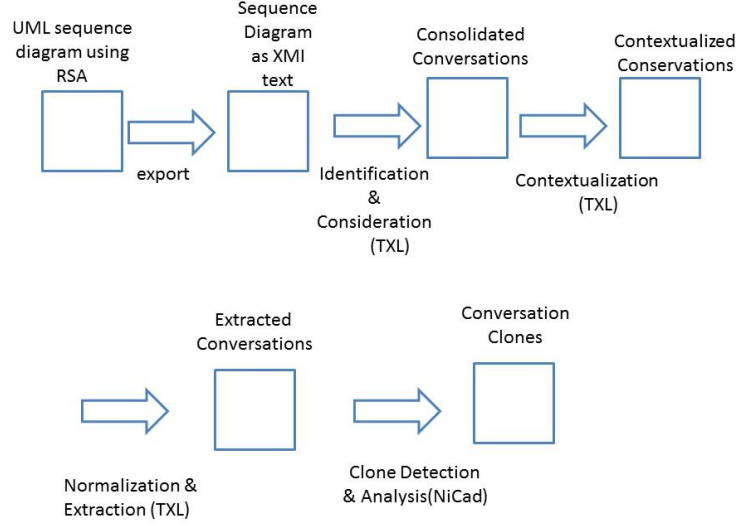 UML sequence
diagram using
RSA
Sequence
Diagram
as XMI
text
Consolidated
Conversations
Contextualized
Conservations
export
Identification
&
Consideration
(TXL)
Contextualization
(TXL)
Extracted
Conversations
Conversation
Clones
Normalization &
Extraction (TXL)
Clone Detection
& Analysis(NiCad)